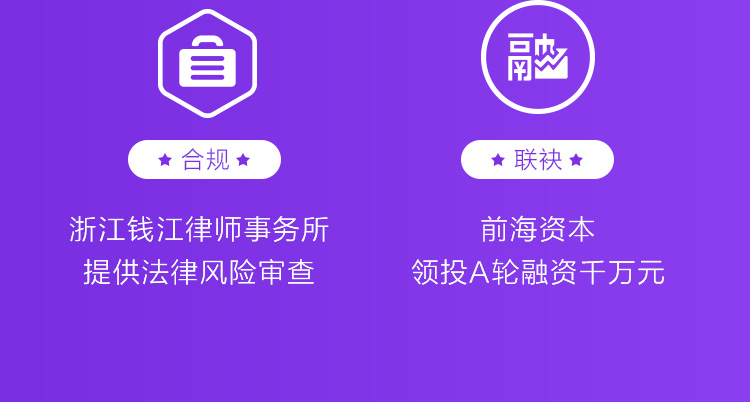 融
合规
联袂
浙江钱江律师事务所
提供法律风险审查
前海资本
领投A轮融资千万元